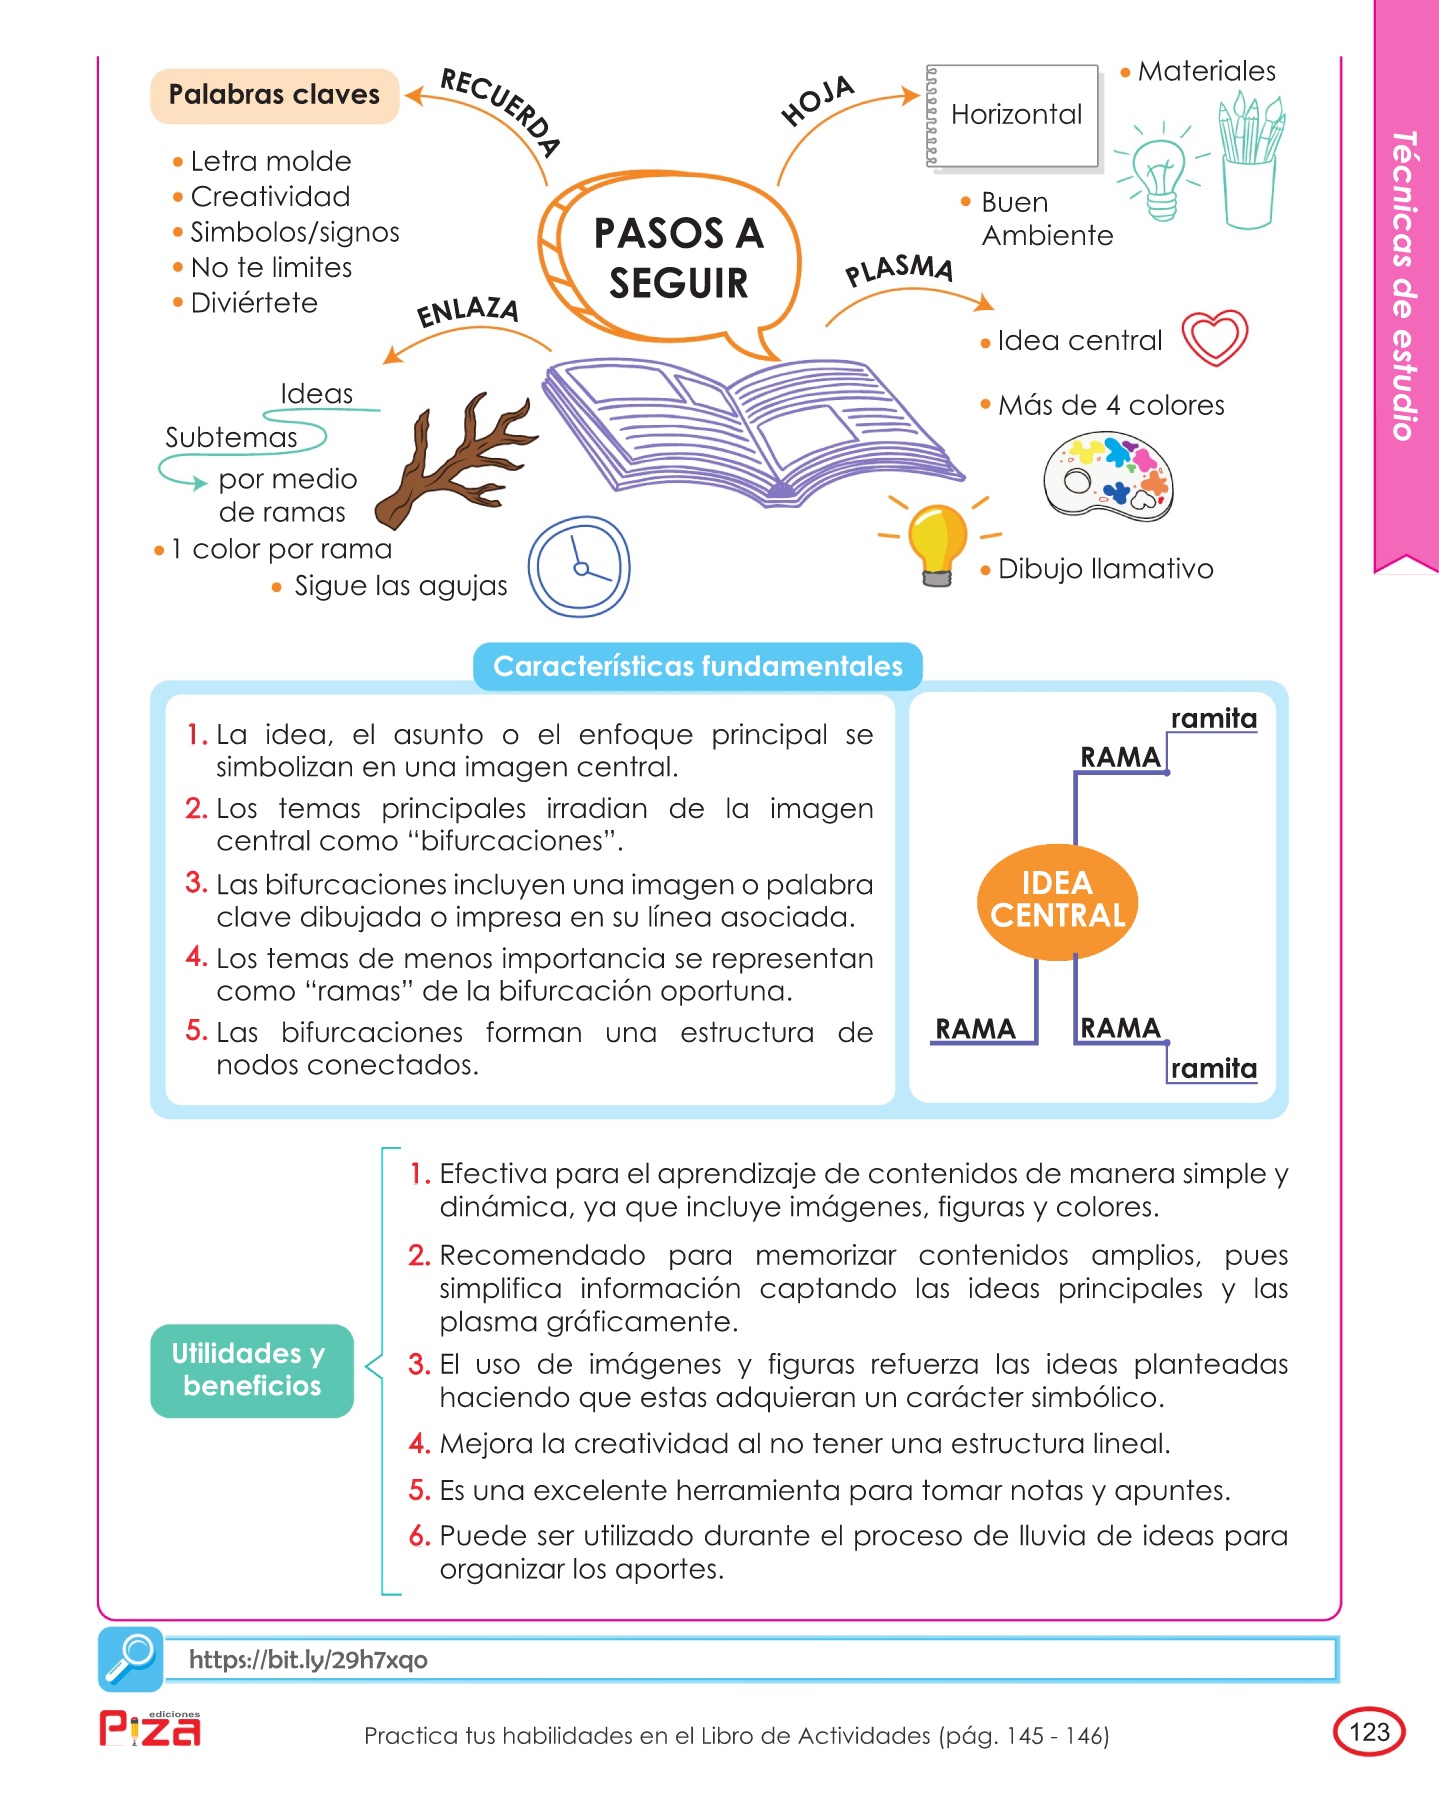 Palabras claves
RECUERDA
• Letra molde
• Creatividad
• Simbolos/signos
• No te limites
• Diviértete
HOJA
Horizontal
• Materiales
• Buen
Ambiente
PASOS A
SEGUIR
PLASMA
• Idea central
• Más de 4 colores
• Dibujo llamativo
ENLAZA
Ideas
Subtemas
por medio
de ramas
• 1 color por rama
• Sigue las agujas
Técnicas de estudio
Características fundamentales
1. La idea, el asunto o el enfoque principal se
simbolizan en una imagen central.
2. Los temas principales irradian de la imagen
central como “bifurcaciones”.
3. Las bifurcaciones incluyen una imagen o palabra
clave dibujada o impresa en su línea asociada.
4. Los temas de menos importancia se representan
como “ramas” de la bifurcación oportuna.
5. Las bifurcaciones forman una estructura de
nodos conectados.
ramita
RAMA
IDEA
CENTRAL
RAMA
RAMA
ramita
Utilidades y
beneficios
1. Efectiva para el aprendizaje de contenidos de manera simple y
dinámica, ya que incluye imágenes, figuras y colores.
2. Recomendado para memorizar contenidos amplios, pues
simplifica información captando las ideas principales y las
plasma gráficamente.
3. El uso de imágenes y figuras refuerza las ideas planteadas
haciendo que estas adquieran un carácter simbólico.
4. Mejora la creatividad al no tener una estructura lineal.
5. Es una excelente herramienta para tomar notas y apuntes.
6. Puede ser utilizado durante el proceso de lluvia de ideas para
organizar los aportes.
https://bit.ly/29h7xqo
ediciones
Piza
Practica tus habilidades en el Libro de Actividades (pág. 145 - 146)
123